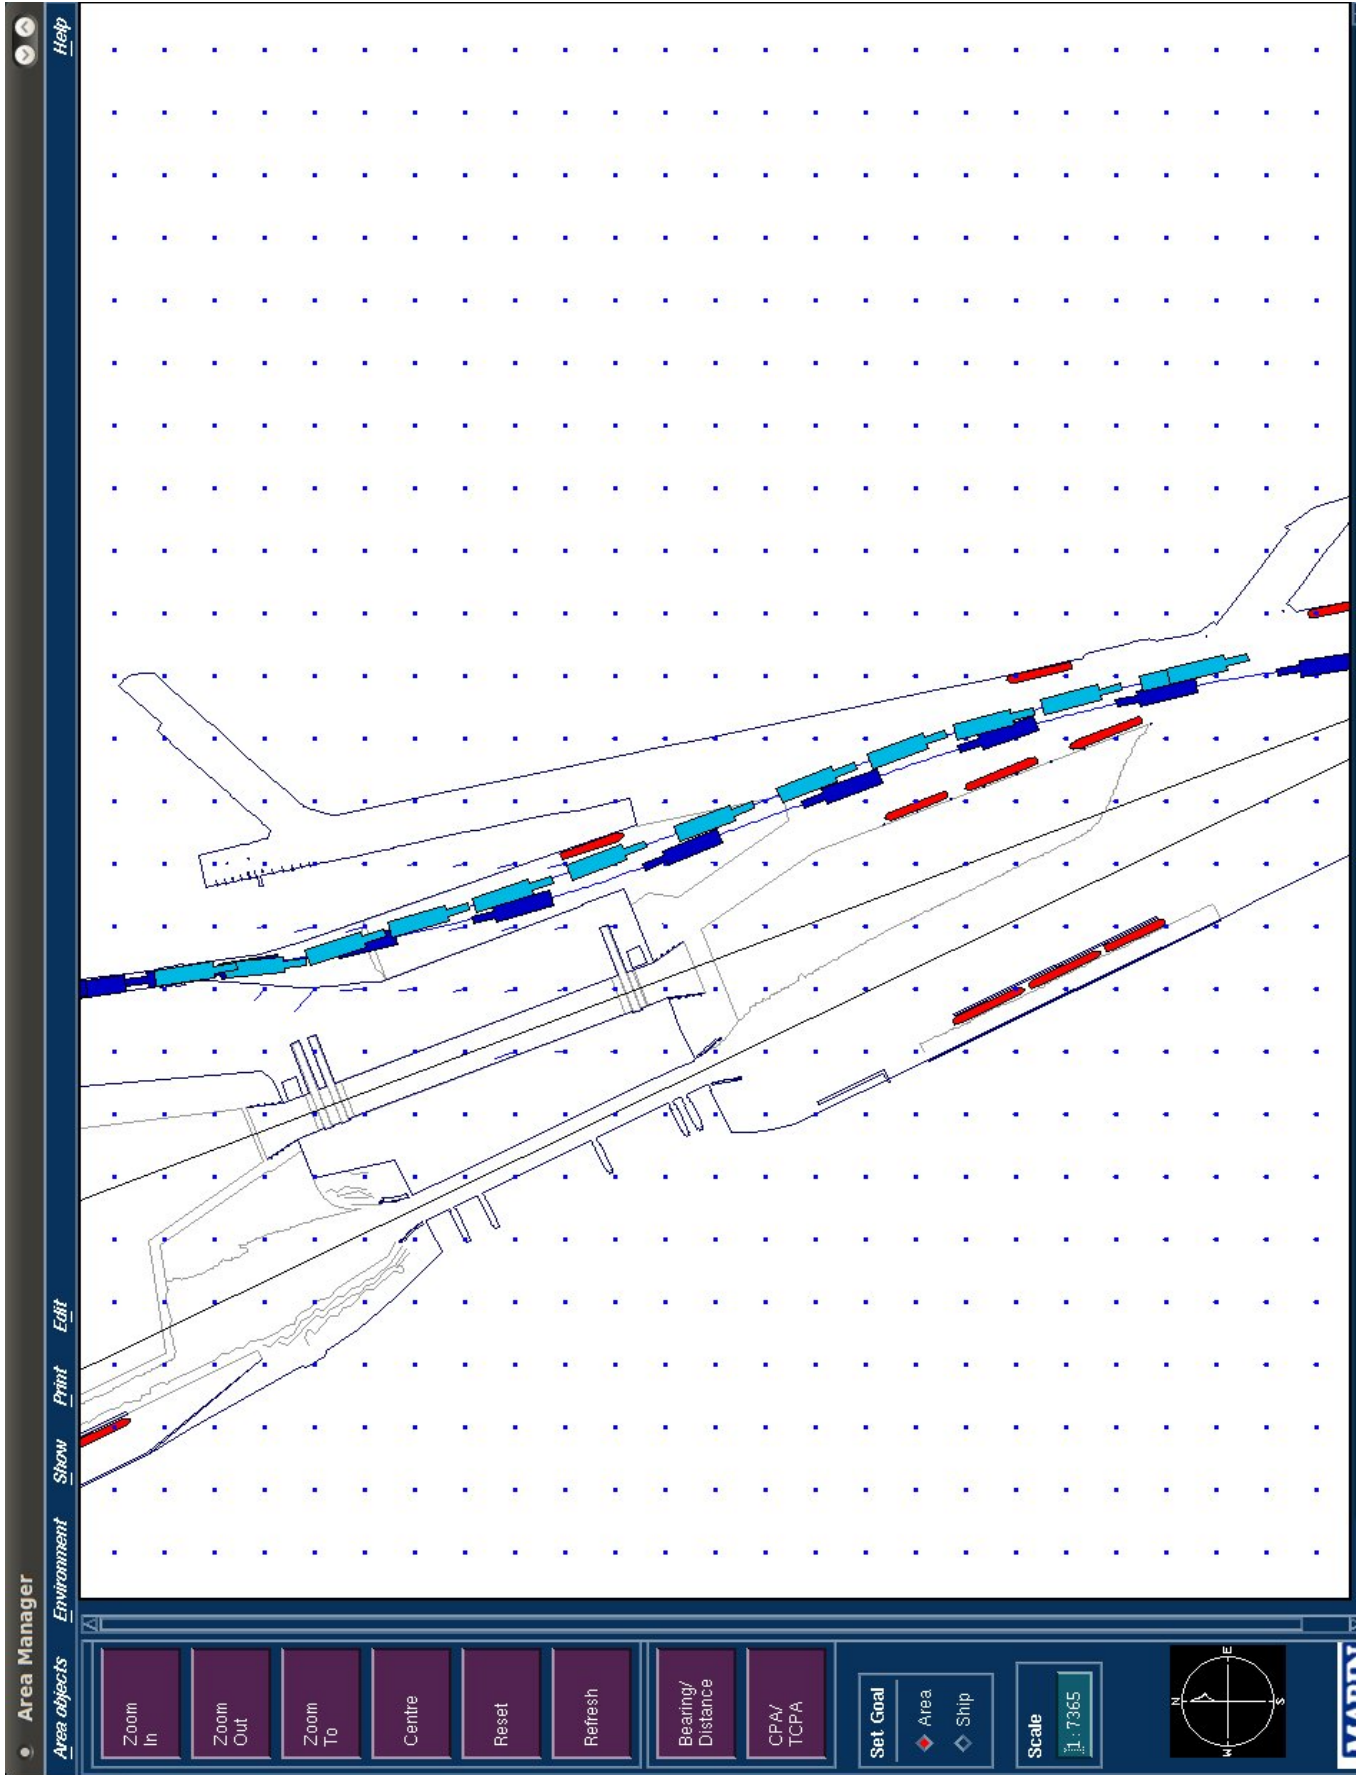 Area Manager
Area objects Environment Show Print Edit Help
Zoom
In
Zoom
Out
Zoom
To
Centre
Reset
Refresh
Bearing/
Distance
CPA/
TCPA
Set Goal
Area
Ship
Scale
1 : 7365
N
W E
S